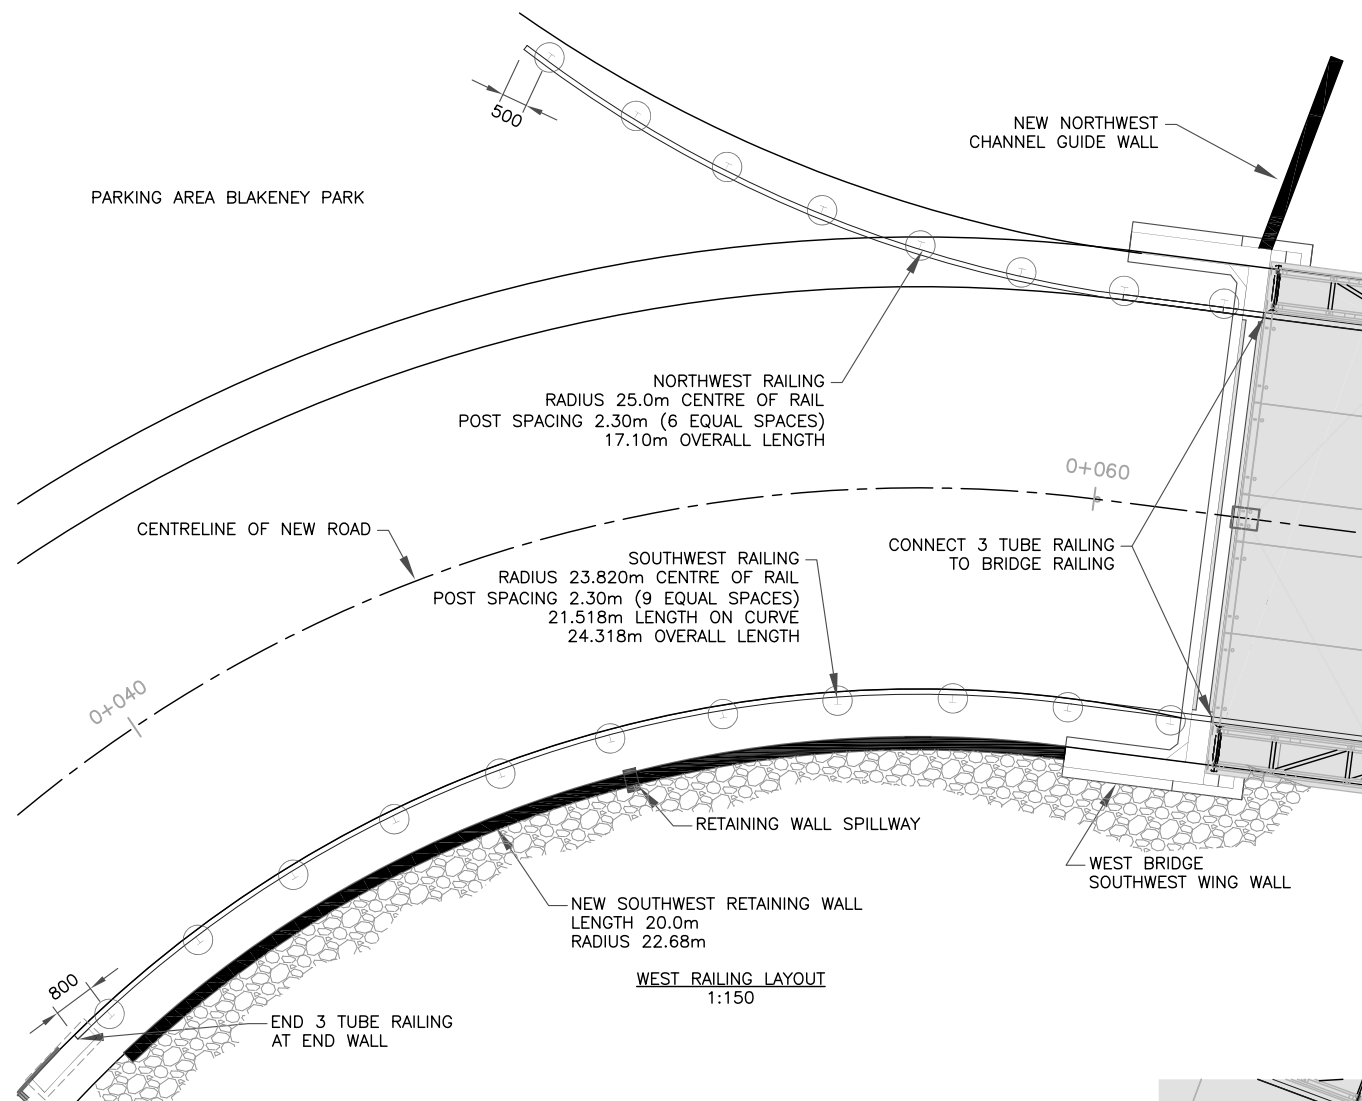 500
NEW NORTHWEST
CHANNEL GUIDE WALL
PARKING AREA BLAKENEY PARK
NORTHWEST RAILING
RADIUS 25.0m CENTRE OF RAIL
POST SPACING 2.30m (6 EQUAL SPACES)
17.10m OVERALL LENGTH
0+060
CENTRELINE OF NEW ROAD
CONNECT 3 TUBE RAILING
TO BRIDGE RAILING
SOUTHWEST RAILING
RADIUS 23.820m CENTRE OF RAIL
POST SPACING 2.30m (9 EQUAL SPACES)
21.518m LENGTH ON CURVE
24.318m OVERALL LENGTH
0+040
RETAINING WALL SPILLWAY
WEST BRIDGE
SOUTHWEST WING WALL
NEW SOUTHWEST RETAINING WALL
LENGTH 20.0m
RADIUS 22.68m
WEST RAILING LAYOUT
1:150
800
END 3 TUBE RAILING
AT END WALL